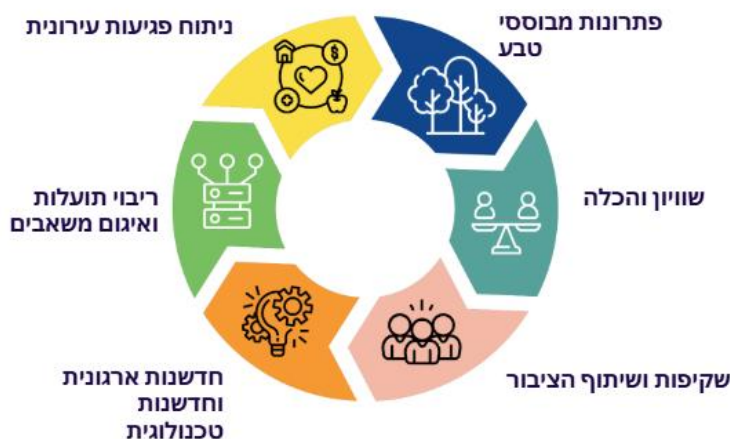 פתרונות מבוססי
טבע
שוויון והכלה
שקיפות ושיתוף הציבור
חדשנות ארגונית
וחדשנות
טכנולוגית
ריבוי תועלות
ואיגום משאבים
ניתוח פגיעות עירונית
$